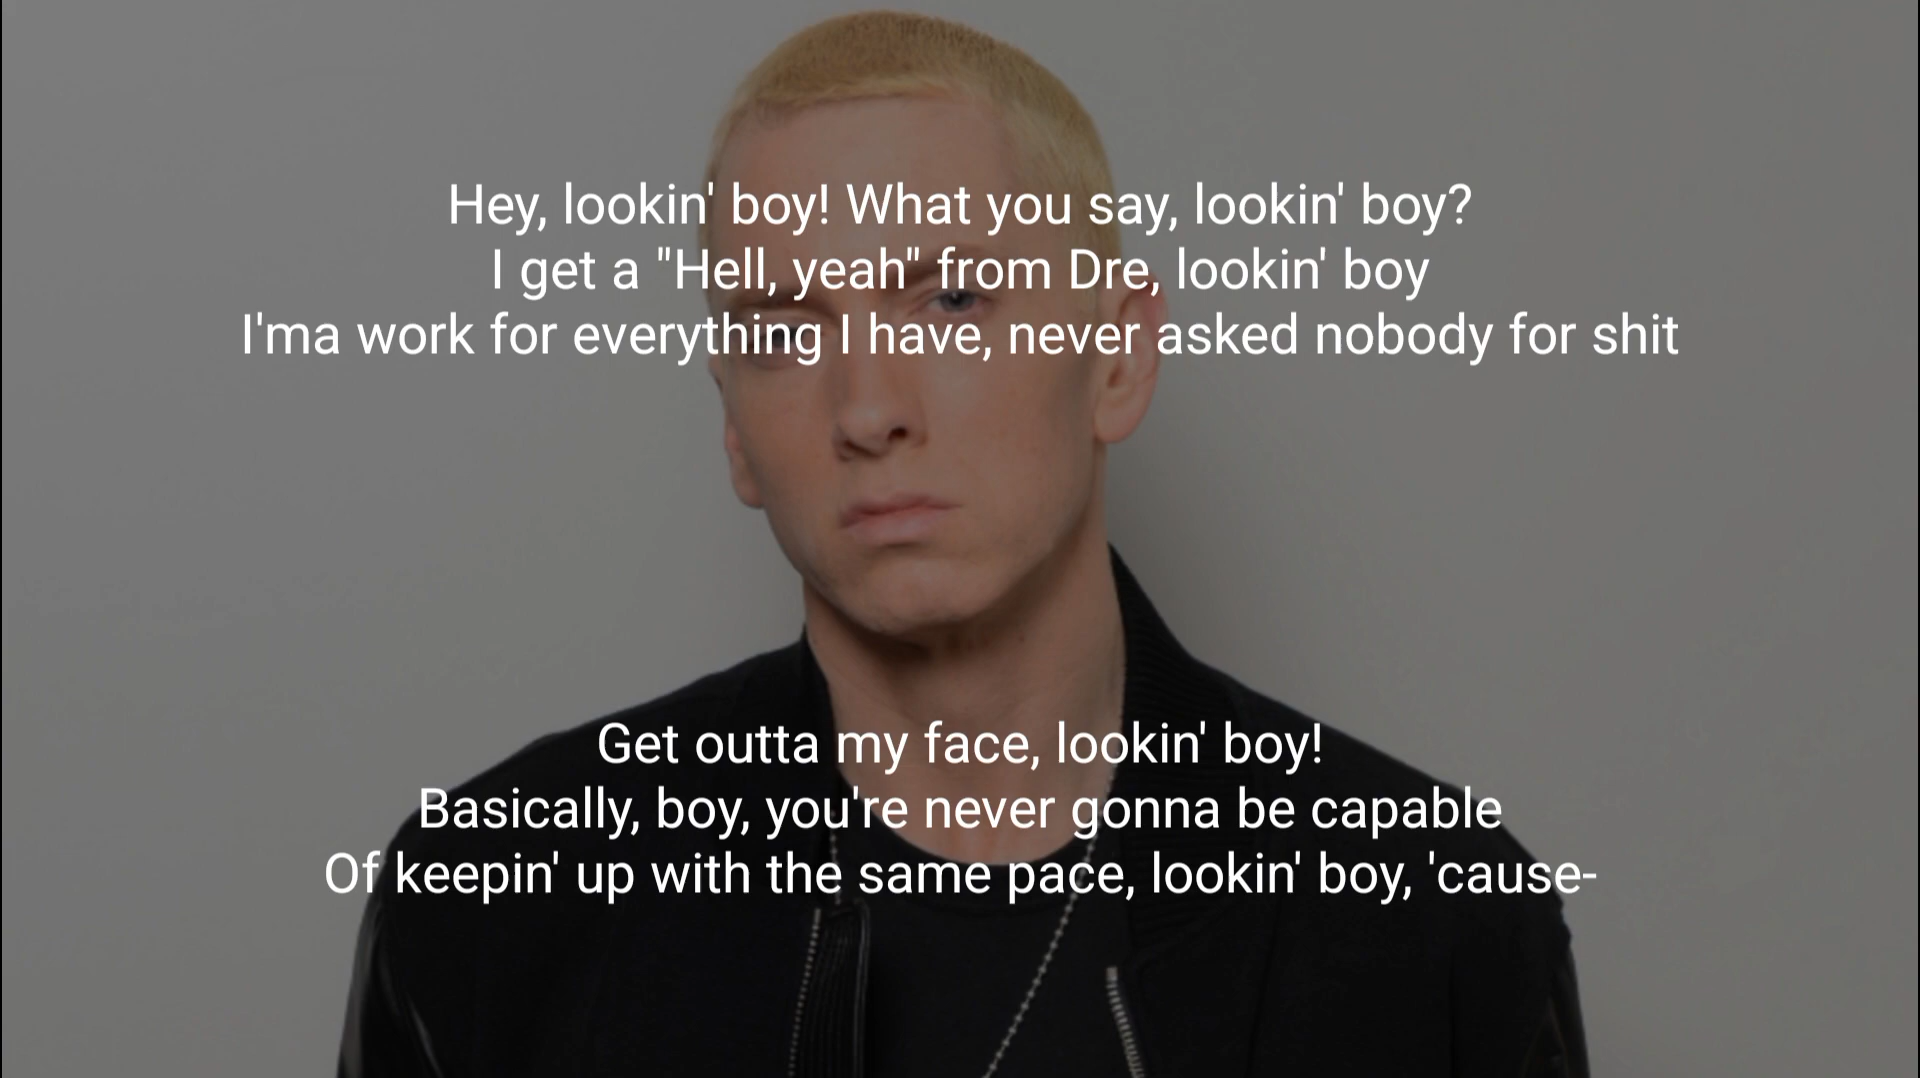 Hey, lookin' boy! What you say, lookin' boy?
I get a "Hell, yeah" from Dre, lookin' boy
I'ma work for everything I have, never asked nobody for shit
Get outta my face, lookin' boy!
Basically, boy, you're never gonna be capable
Of keepin' up with the same pace, lookin' boy, 'cause-